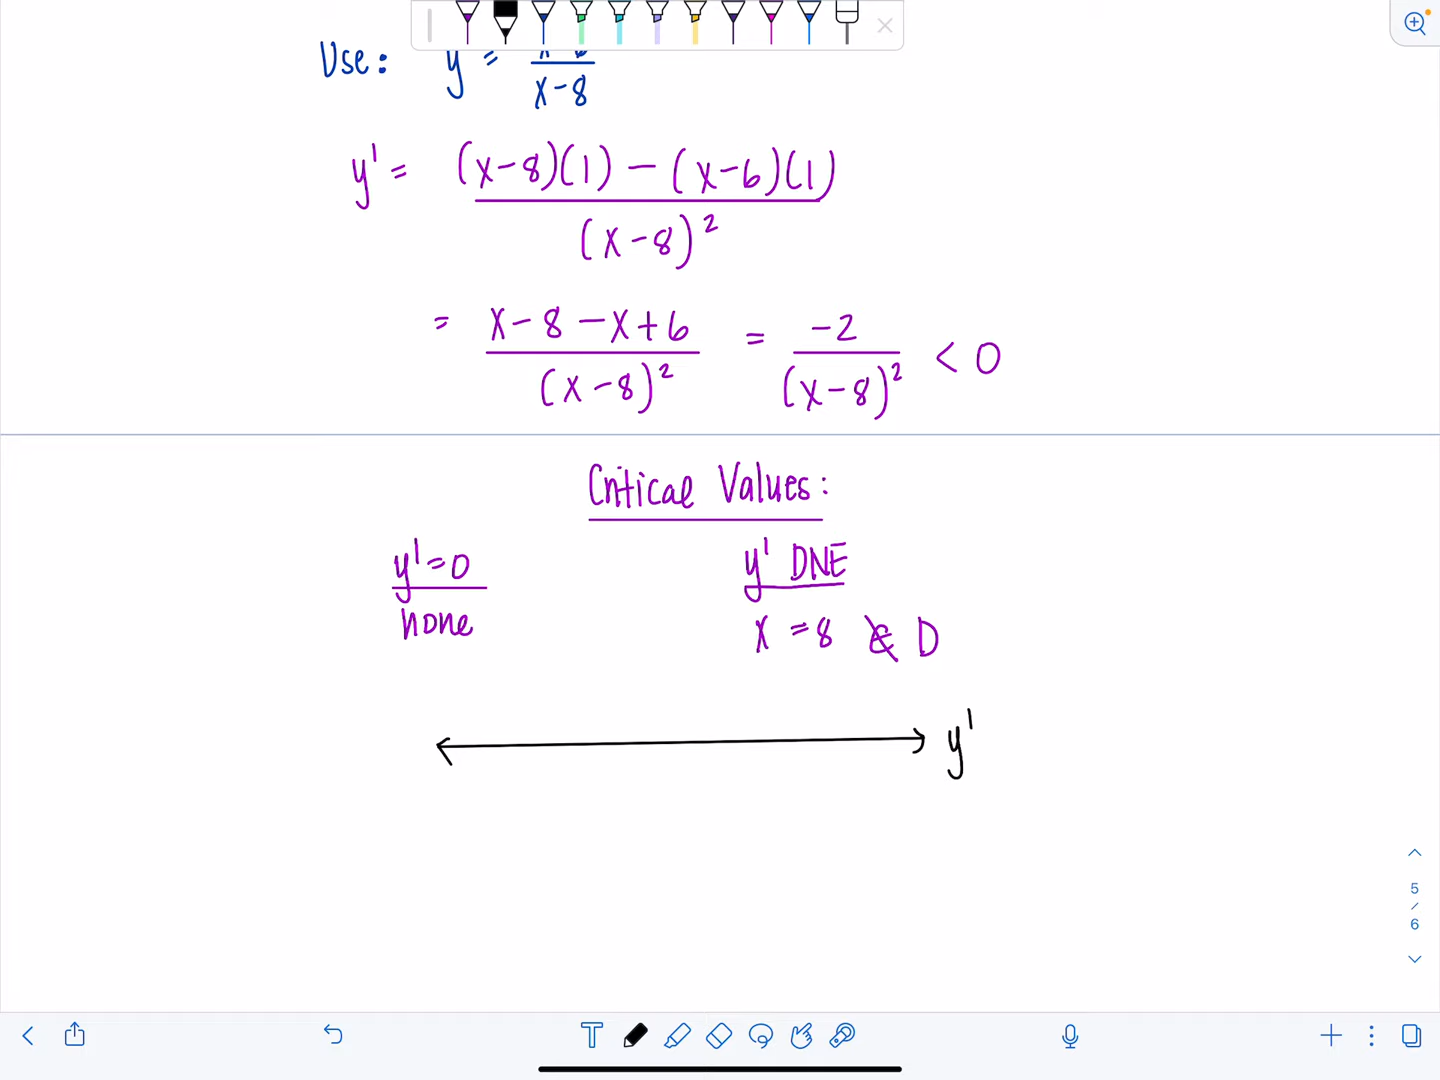 Use: y = x-6 / x-8
y' = (x-8)(1) - (x-6)(1) / (x-8)²
= x-8-x+6 / (x-8)² = -2 / (x-8)² < 0
Critical Values:
y'=0 y' DNE
none x = 8 ∉ D
y'
5
/
6